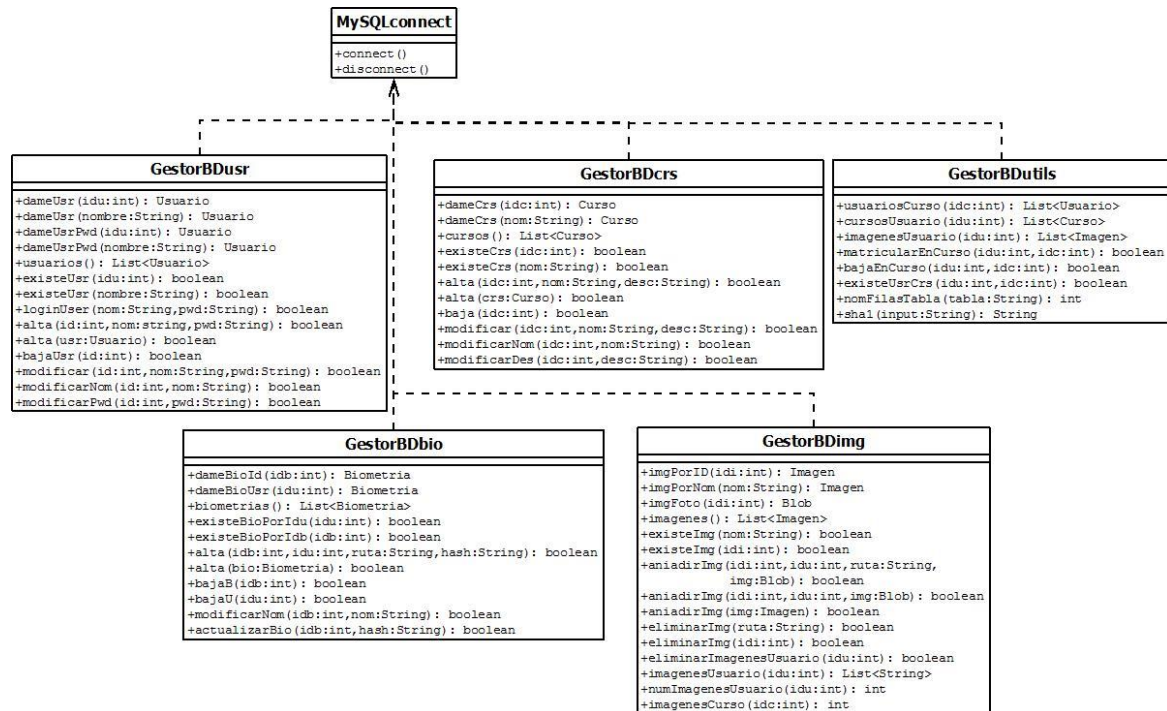 MySQLconnect
+connect()
+disconnect()
GestorBDusr
+dameUsr(idu:int): Usuario
+dameUsr(nombre:String): Usuario
+dameUsrPwd(idu:int): Usuario
+dameUsrPwd(nombre:String): Usuario
+usuarios(): List<Usuario>
+existeUsr(idu:int): boolean
+existeUsr(nombre:String): boolean
+loginUser(nom:String,pwd:String): boolean
+alta(id:int,nom:string,pwd:String): boolean
+alta(usr:Usuario): boolean
+bajaUsr(id:int): boolean
+modificar(id:int,nom:String,pwd:String): boolean
+modificarNom(id:int,nom:String): boolean
+modificarPwd(id:int,pwd:String): boolean
GestorBDcrs
+dameCrs(idc:int): Curso
+dameCrs(nom:String): Curso
+cursos(): List<Curso>
+existeCrs(idc:int): boolean
+existeCrs(nom:String): boolean
+alta(idc:int,nom:String,desc:String): boolean
+alta(crs:Curso): boolean
+baja(idc:int): boolean
+modificar(idc:int,nom:String,desc:String): boolean
+modificarNom(idc:int,nom:String): boolean
+modificarDes(idc:int,desc:String): boolean
GestorBDutils
+usuariosCurso(idc:int): List<Usuario>
+cursosUsuario(idu:int): List<Curso>
+imagenesUsuario(idu:int): List<Imagen>
+matricularEnCurso(idu:int,idc:int): boolean
+bajaEnCurso(idu:int,idc:int): boolean
+existeUsrCrs(idu:int,idc:int): boolean
+nomFilasTabla(tabla:String): int
+sha1(input:String): String
GestorBDbio
+dameBioId(idb:int): Biometria
+dameBioUsr(idu:int): Biometria
+biometrias(): List<Biometria>
+existeBioPorIdu(idu:int): boolean
+existeBioPorIdb(idb:int): boolean
+alta(idb:int,idu:int,ruta:String,hash:String): boolean
+alta(bio:Biometria): boolean
+bajaB(idb:int): boolean
+bajaU(idu:int): boolean
+modificarNom(idb:int,nom:String): boolean
+actualizarBio(idb:int,hash:String): boolean
GestorBDimg
+imgPorID(idi:int): Imagen
+imgPorNom(nom:String): Imagen
+imgFoto(idi:int): Blob
+imagenes(): List<Imagen>
+existeImg(nom:String): boolean
+existeImg(idi:int): boolean
+aniadirImg(idi:int,idu:int,ruta:String,
img:Blob): boolean
+aniadirImg(idi:int,idu:int,img:Blob): boolean
+aniadirImg(img:Imagen): boolean
+eliminarImg(ruta:String): boolean
+eliminarImg(idi:int): boolean
+eliminarImagenesUsuario(idu:int): boolean
+imagenesUsuario(idu:int): List<String>
+numImagenesUsuario(idu:int): int
+imagenesCurso(idc:int): int